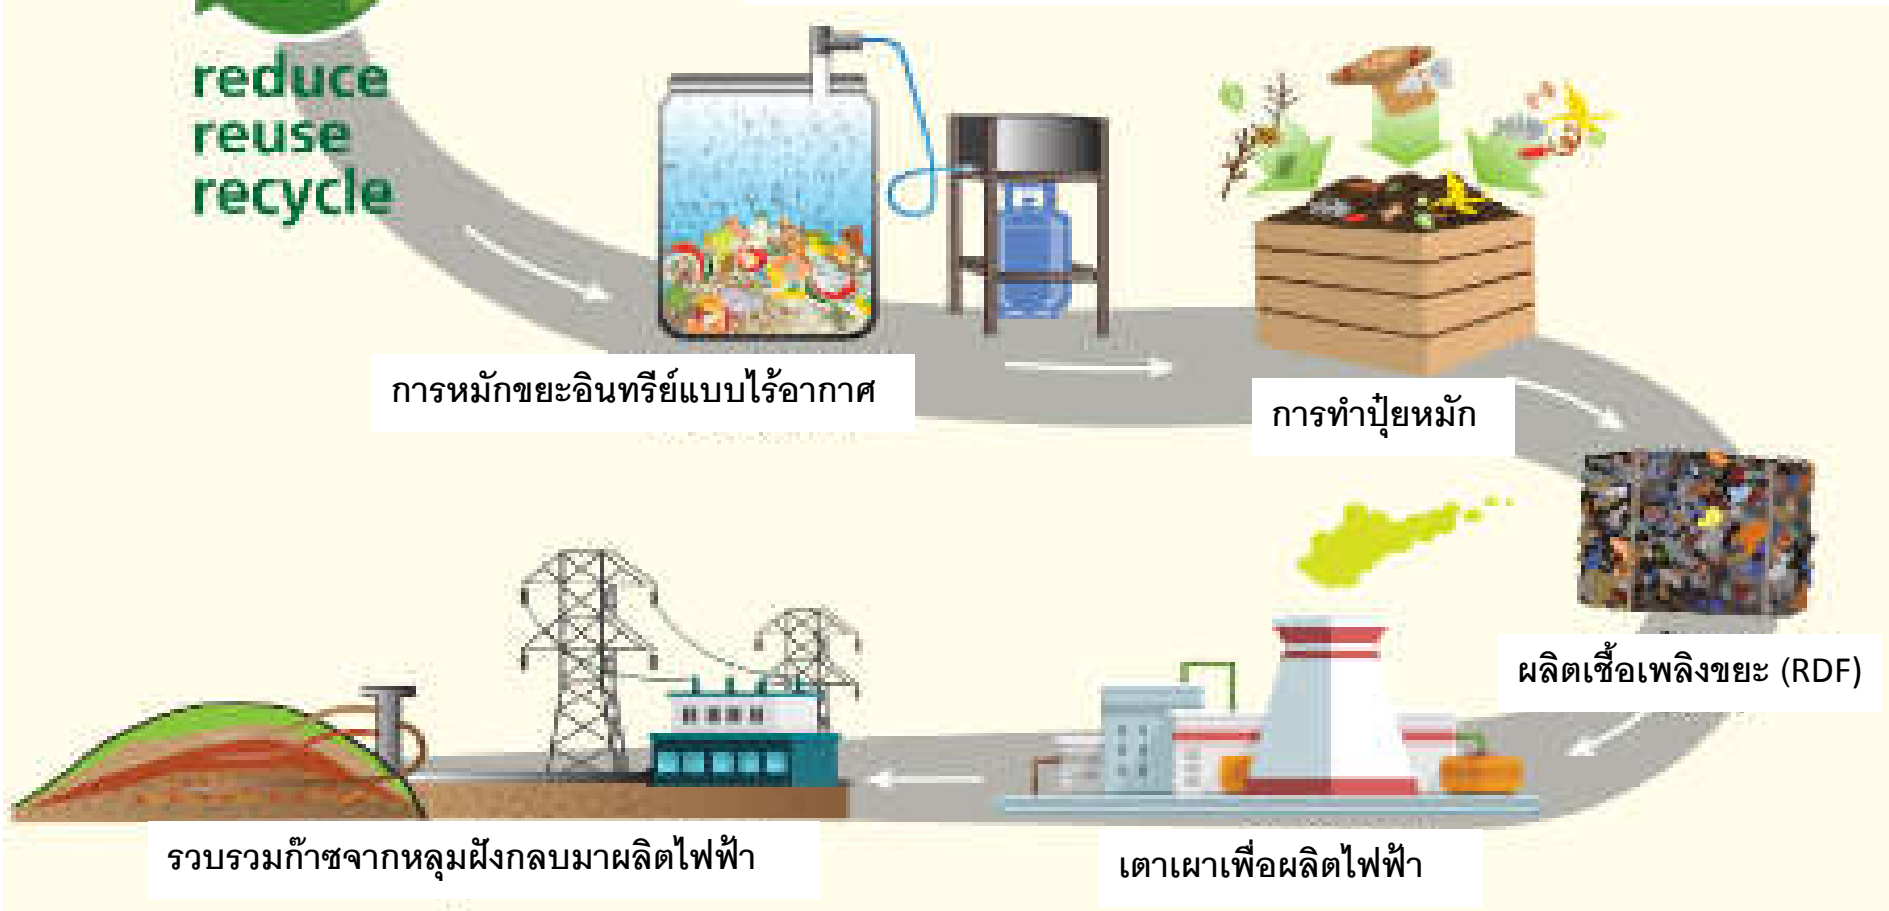 reduce
reuse
recycle
การหมักขยะอินทรีย์แบบไร้อากาศ
การทำปุ๋ยหมัก
ผลิตเชื้อเพลิงขยะ (RDF)
เตาเผาเพื่อผลิตไฟฟ้า
รวบรวมก๊าซจากหลุมฝังกลบมาผลิตไฟฟ้า